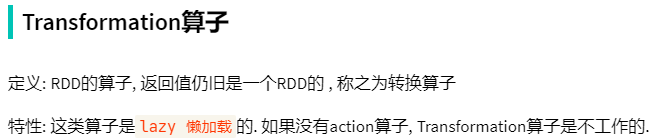 Transformation算子
定义: RDD的算子, 返回值仍旧是一个RDD的 , 称之为转换算子
特性: 这类算子是lazy 懒加载的. 如果没有action算子, Transformation算子是不工作的.